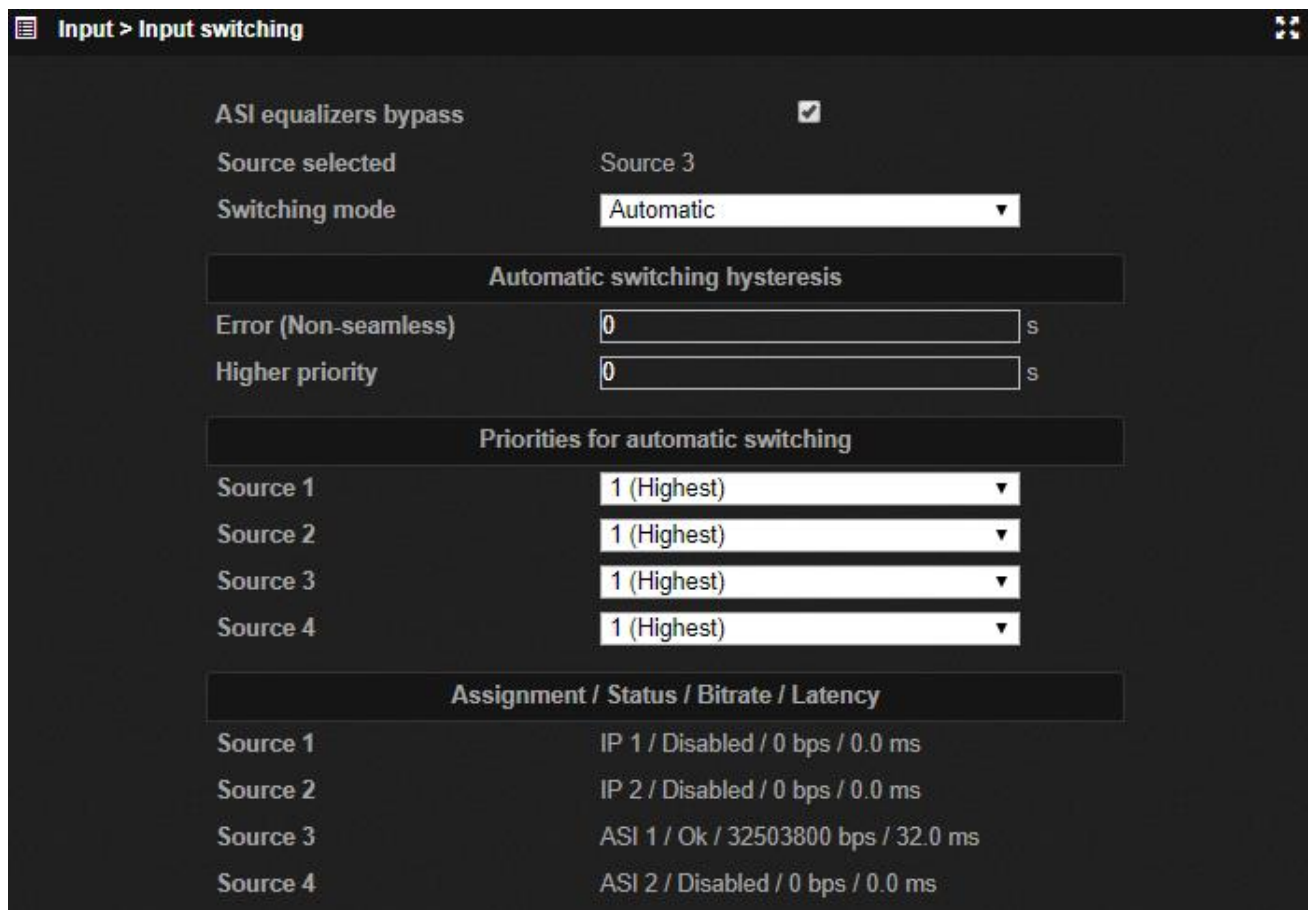 Input > Input switching
ASI equalizers bypass
Source selected Source 3
Switching mode Automatic
Automatic switching hysteresis
Error (Non-seamless) 0 s
Higher priority 0 s
Priorities for automatic switching
Source 1 1 (Highest)
Source 2 1 (Highest)
Source 3 1 (Highest)
Source 4 1 (Highest)
Assignment / Status / Bitrate / Latency
Source 1 IP 1 / Disabled / 0 bps / 0.0 ms
Source 2 IP 2 / Disabled / 0 bps / 0.0 ms
Source 3 ASI 1 / Ok / 32503800 bps / 32.0 ms
Source 4 ASI 2 / Disabled / 0 bps / 0.0 ms